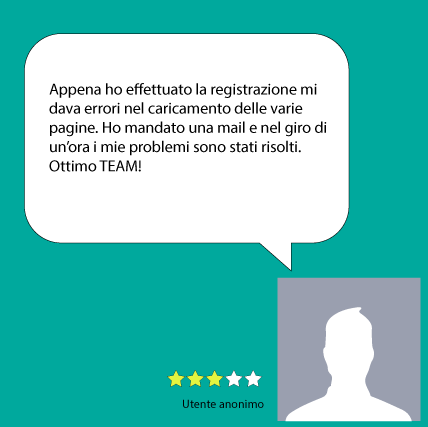 Appena ho effettuato la registrazione mi
dava errori nel caricamento delle varie
pagine. Ho mandato una mail e nel giro di
un’ora i mie problemi sono stati risolti.
Ottimo TEAM!
Utente anonimo